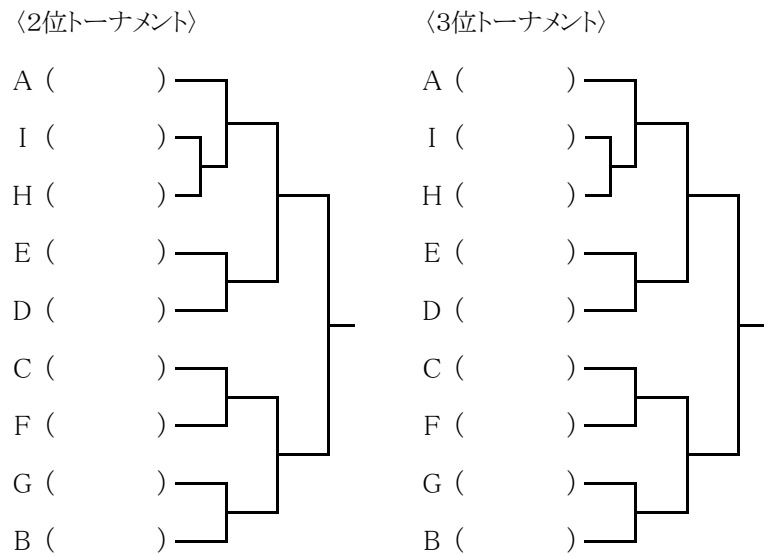 〈2位トーナメント〉
A (　　　)
I (　　　)
H (　　　)
E (　　　)
D (　　　)
C (　　　)
F (　　　)
G (　　　)
B (　　　)
〈3位トーナメント〉
A (　　　)
I (　　　)
H (　　　)
E (　　　)
D (　　　)
C (　　　)
F (　　　)
G (　　　)
B (　　　)